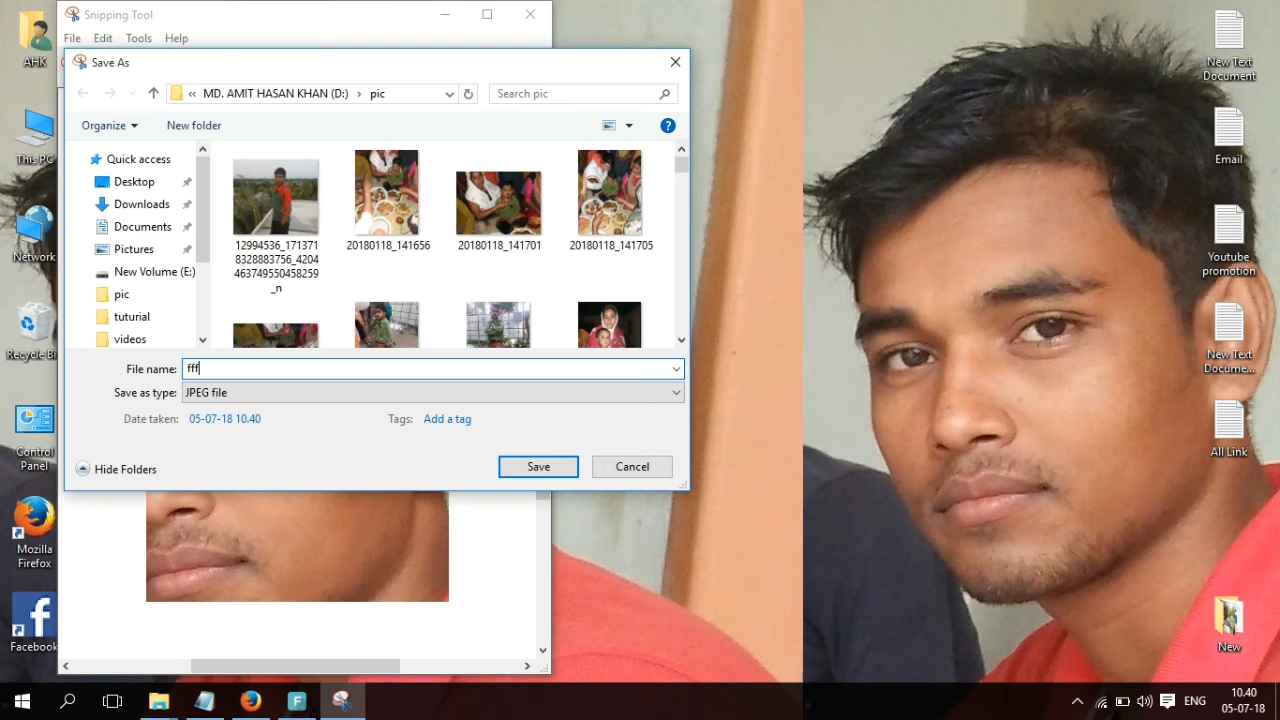 Snipping Tool
File Edit Tools Help
Save As
« MD. AMIT HASAN KHAN (D:) > pic
Search pic
Organize
New folder
Quick access
Desktop
Downloads
Documents
Pictures
New Volume (E:)
pic
tuturial
videos
12994536_171371
8328883756_4204
463749550458259
_n
20180118_141656
20180118_141701
20180118_141705
File name: fff
Save as type: JPEG file
Date taken: 05-07-18 10.40
Tags: Add a tag
Hide Folders
Save
Cancel
AHK
This PC
Network
Recycle Bi
Control
Panel
Mozilla
Firefox
Facebook
New Text
Document
Email
Youtube
promotion
New Text
Docume...
All Link
New
ENG
10.40
05-07-18